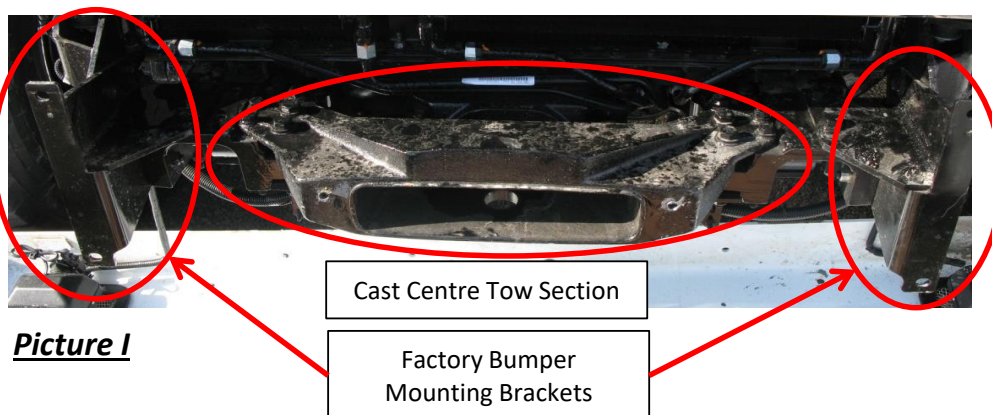 Cast Centre Tow Section
Picture I
Factory Bumper
Mounting Brackets